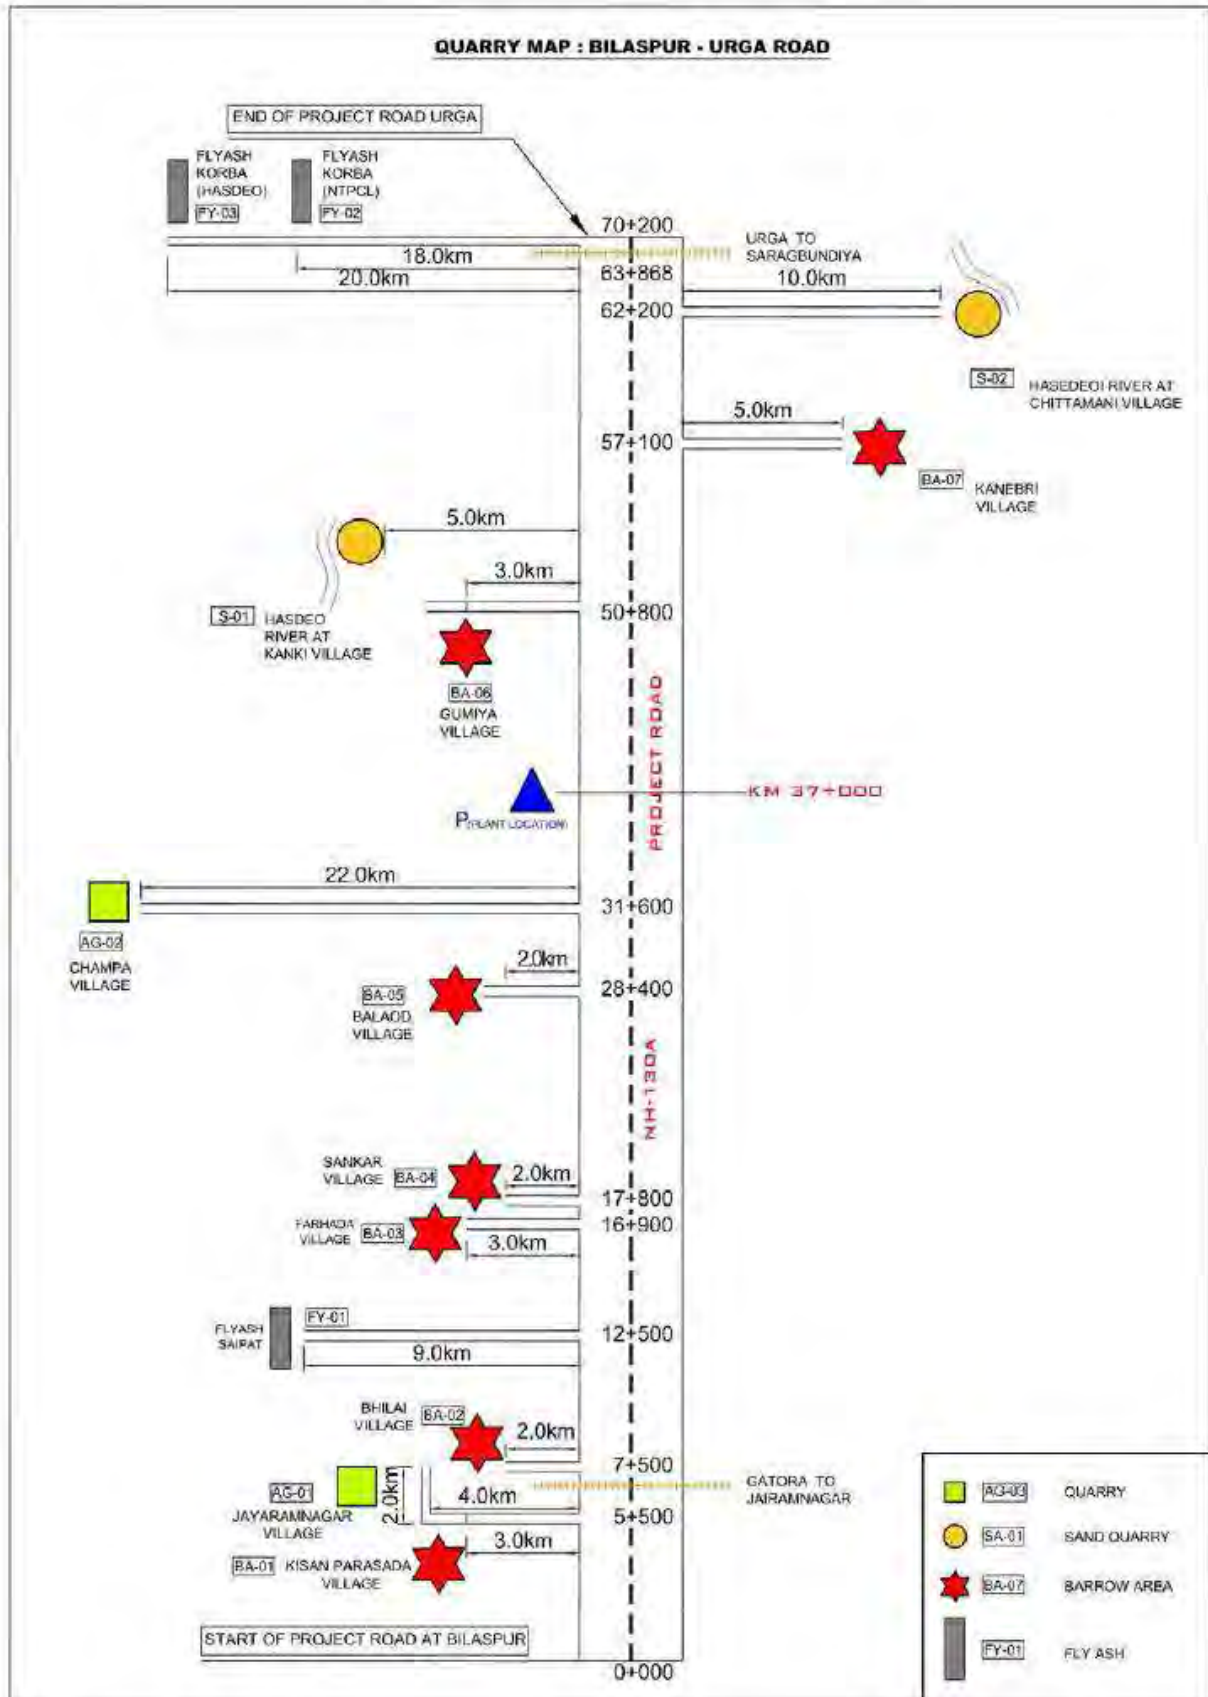 QUARRY MAP : BILASPUR - URGA ROAD
END OF PROJECT ROAD URGA
FLYASH
KORBA
(HASDEO)
FY-03
FLYASH
KORBA
(NTPCL)
FY-02
70+200
URGA TO
SARAGBUNDIYA
18.0km
63+868
20.0km
10.0km
62+200
S-02
HASEDEOI RIVER AT
CHITTAMANI VILLAGE
5.0km
57+100
BA-07
KANEBRI
VILLAGE
5.0km
3.0km
50+800
S-01
HASDEO
RIVER AT
KANKI VILLAGE
BA-06
GUMIYA
VILLAGE
PROJECT ROAD
KM 37+000
P(PLANT LOCATION)
22.0km
31+600
AG-02
CHAMPA
VILLAGE
2.0km
28+400
BA-05
BALAOD
VILLAGE
NH-130A
SANKAR
VILLAGE
BA-04
2.0km
17+800
16+900
FARHADA
VILLAGE
BA-03
3.0km
FY-01
FLYASH
SAIPAT
12+500
9.0km
BHILAI
VILLAGE
BA-02
2.0km
7+500
2.0km
4.0km
GATORA TO
JAIRAMNAGAR
AG-01
JAYARAMNAGAR
VILLAGE
5+500
3.0km
BA-01
KISAN PARASADA
VILLAGE
START OF PROJECT ROAD AT BILASPUR
0+000
AG-03 QUARRY
SA-01 SAND QUARRY
BA-07 BARROW AREA
FY-01 FLY ASH